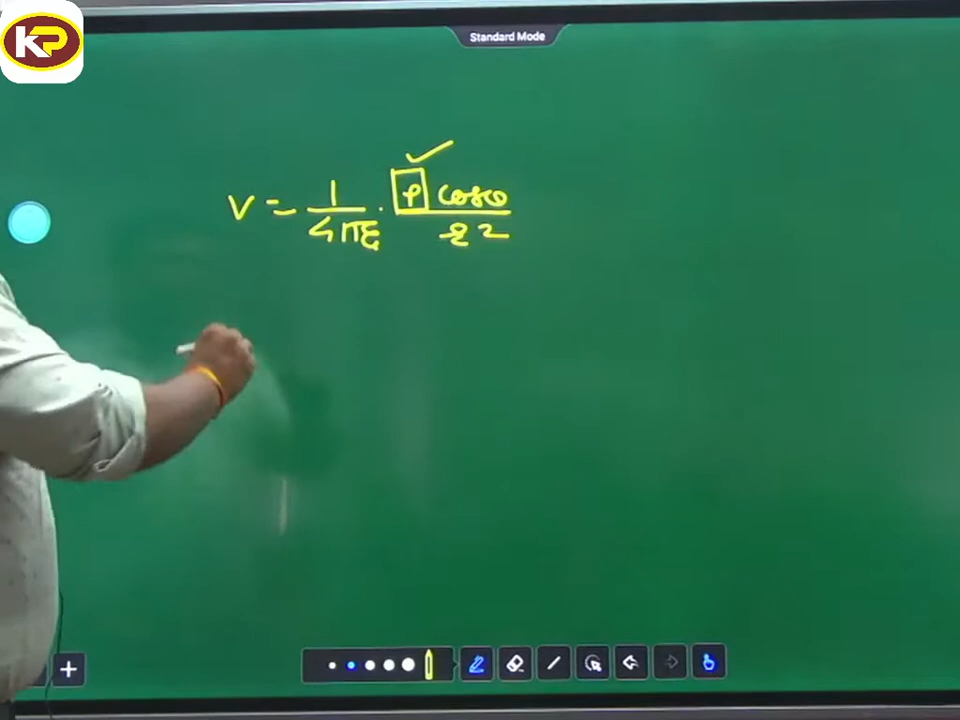 KP
Standard Mode
V = 1/4πε · P cosθ/r²